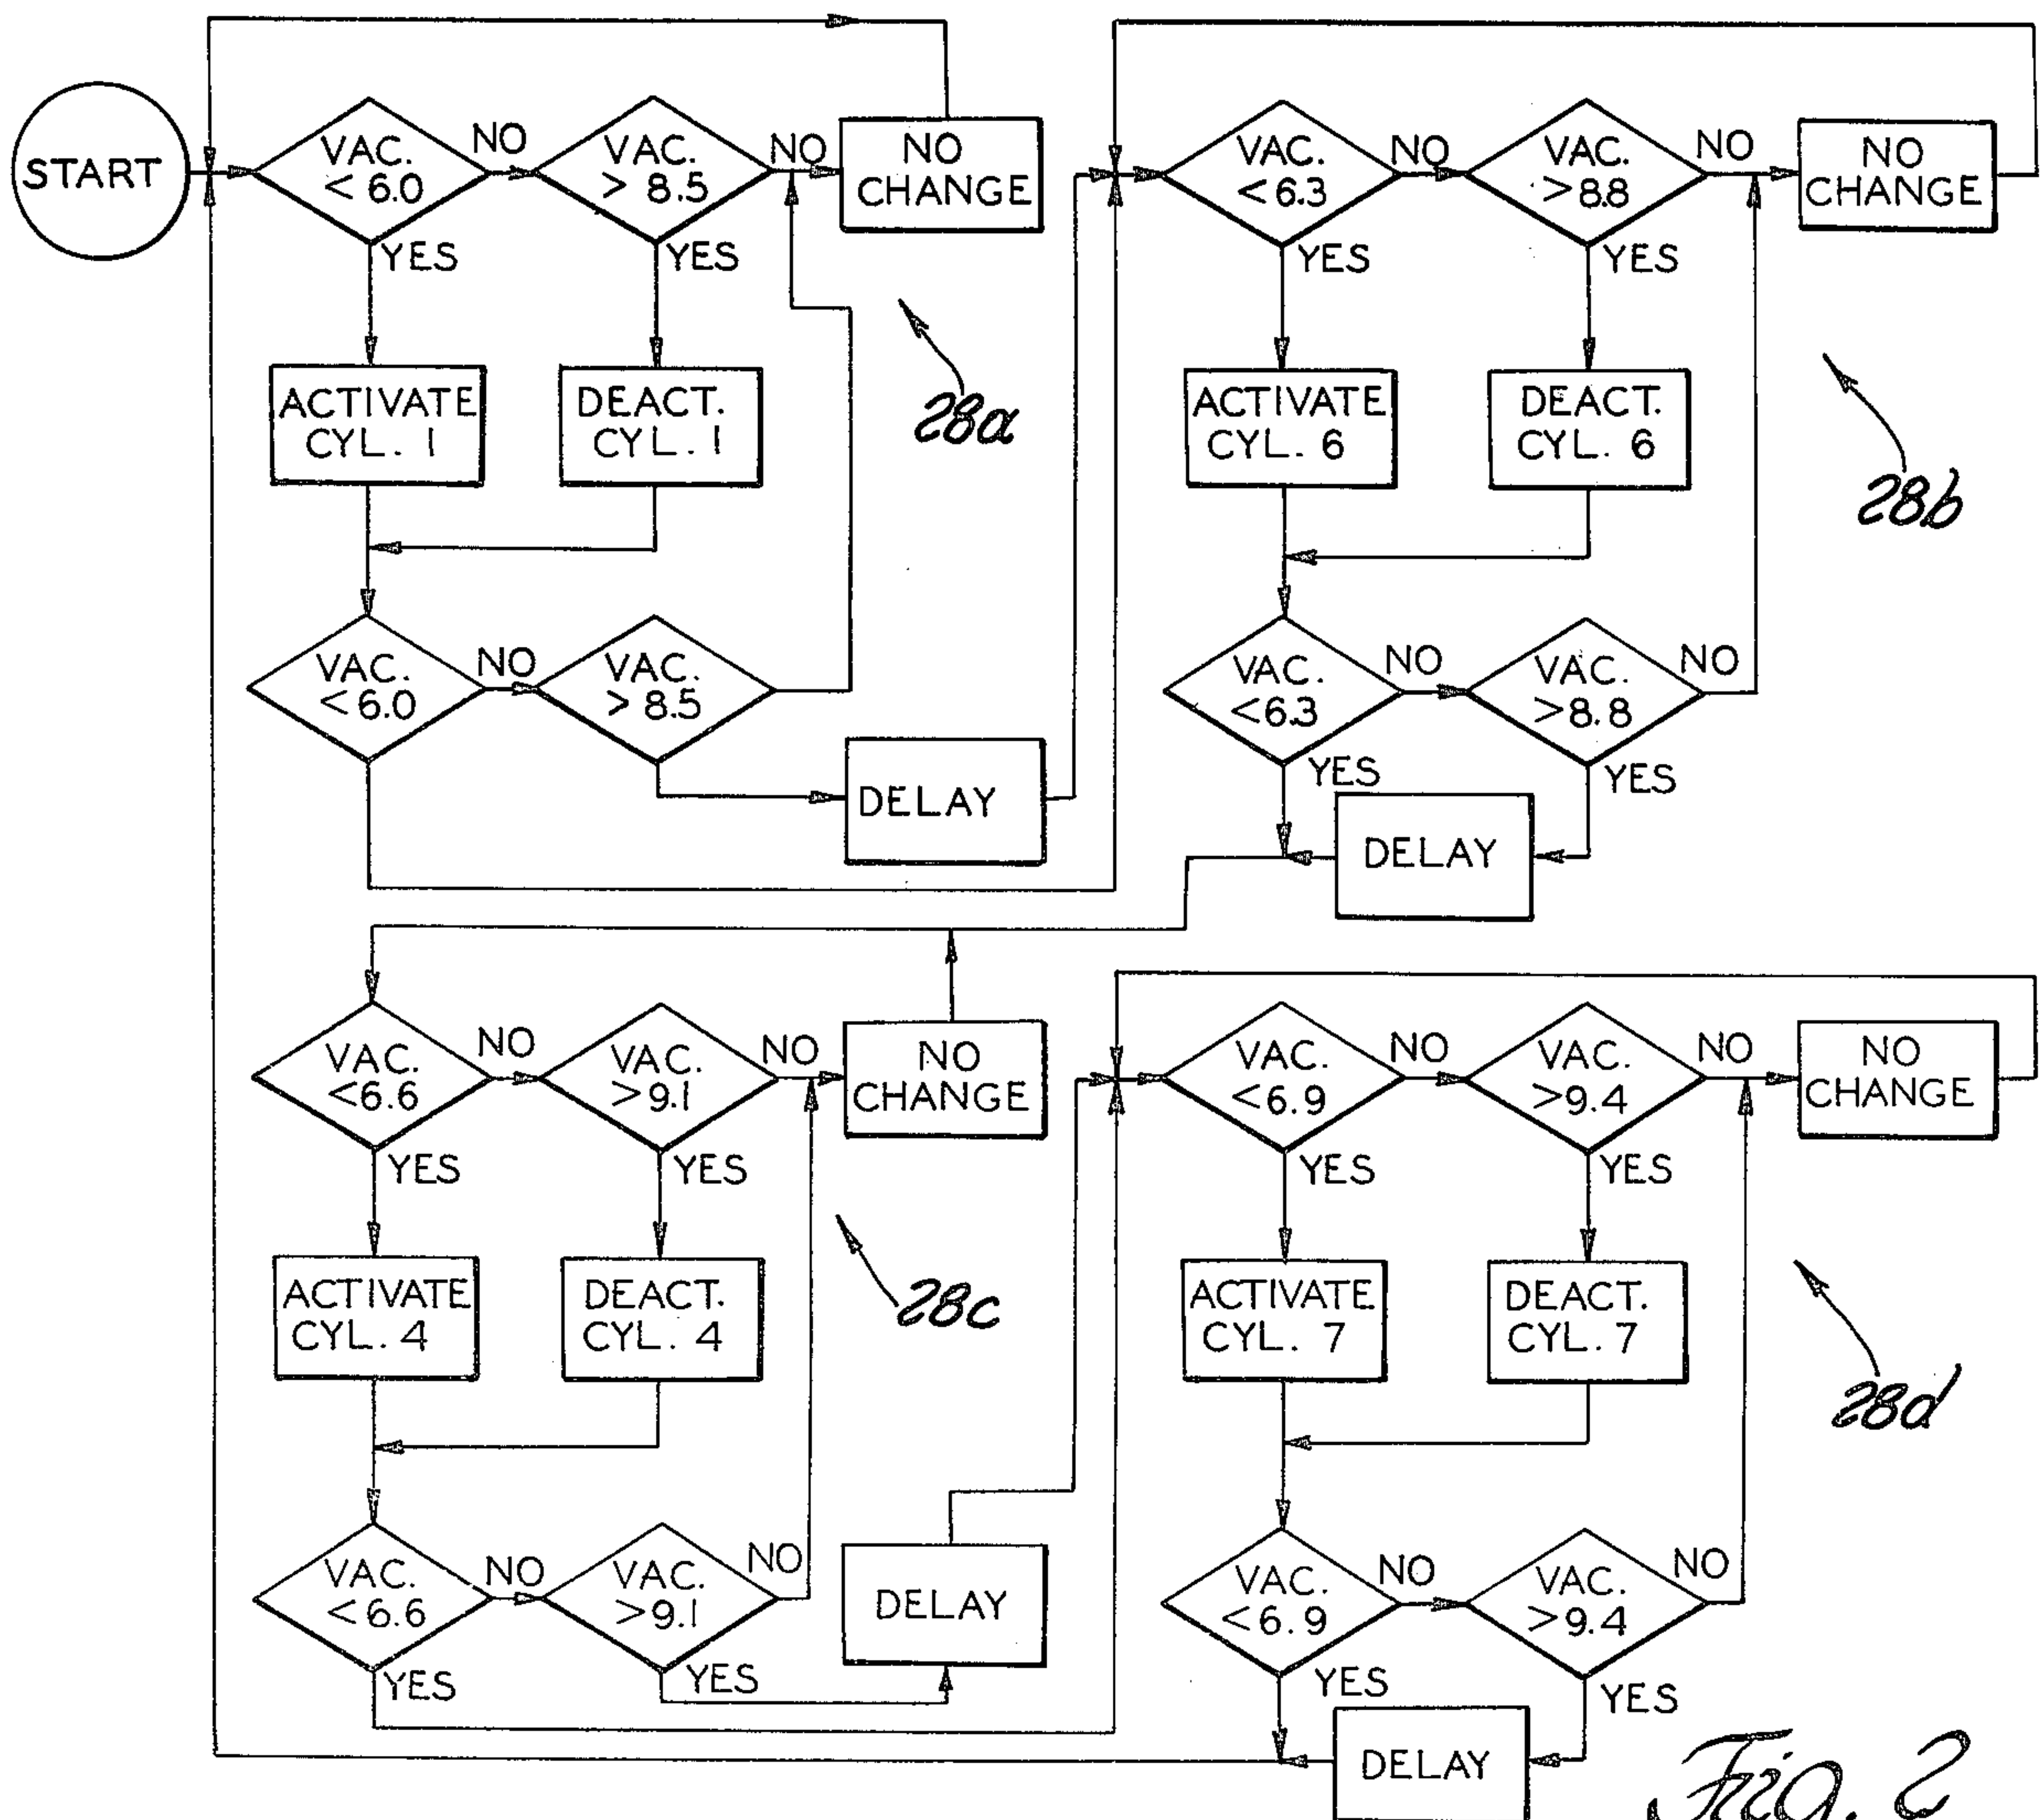 START
VAC.
< 6.0
NO
VAC.
> 8.5
NO
NO
CHANGE
YES
YES
ACTIVATE
CYL. 1
DEACT.
CYL. 1
28a
VAC.
<6.0
NO
VAC.
> 8.5
DELAY
VAC.
<6.3
NO
VAC.
>8.8
NO
NO
CHANGE
YES
YES
ACTIVATE
CYL. 6
DEACT.
CYL. 6
28b
VAC.
<6.3
NO
VAC.
>8.8
NO
YES
YES
DELAY
VAC.
<6.6
NO
VAC.
>9.1
NO
NO
CHANGE
YES
YES
ACTIVATE
CYL. 4
DEACT.
CYL. 4
28c
VAC.
<6.6
NO
VAC.
>9.1
NO
YES
YES
DELAY
VAC.
<6.9
NO
VAC.
>9.4
NO
NO
CHANGE
YES
YES
ACTIVATE
CYL. 7
DEACT.
CYL. 7
28d
VAC.
<6.9
NO
VAC.
>9.4
NO
YES
YES
DELAY
Fig. 2